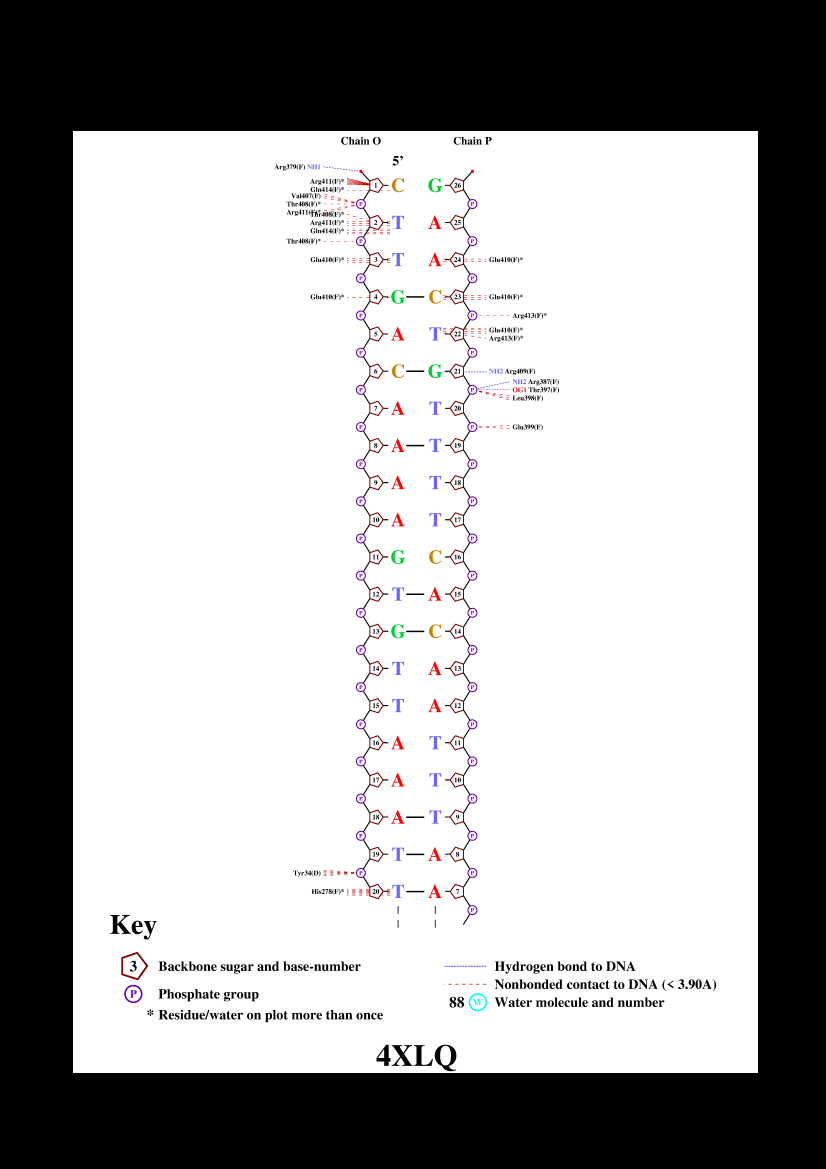 Chain O Chain P
5’
Arg379(F) NH1
Arg411(F)* 1 C G 26
Gln414(F)*
Val407(F)
Thr408(F)* P P
Arg411(F)* Thr408(F)*
Arg411(F)* 2 T A 25
Gln414(F)*
Thr408(F)* P P
Glu410(F)* 3 T A 24 Glu410(F)*
P P
Glu410(F)* 4 G C 23 Glu410(F)*
P P Arg413(F)*
Glu410(F)*
5 A T 22 Arg413(F)*
P P
6 C G 21 NH2 Arg409(F)
NH2 Arg387(F)
P P OG1 Thr397(F)
Leu398(F)
7 A T 20
P P Glu399(F)
8 A T 19
P P
9 A T 18
P P
10 A T 17
P P
11 G C 16
P P
12 T A 15
P P
13 G C 14
P P
14 T A 13
P P
15 T A 12
P P
16 A T 11
P P
17 A T 10
P P
18 A T 9
P P
19 T A 8
Tyr34(D) P P
His278(F)* 20 T A 7
P
Key
3 Backbone sugar and base-number
P Phosphate group
* Residue/water on plot more than once
Hydrogen bond to DNA
Nonbonded contact to DNA (< 3.90A)
88 W Water molecule and number
4XLQ